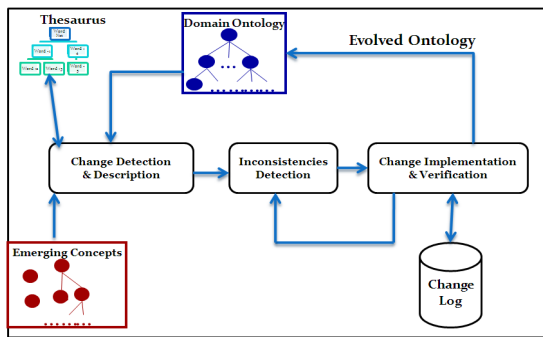 Thesaurus
Domain Ontology
Evolved Ontology
Change Detection
& Description
Inconsistencies
Detection
Change Implementation
& Verification
Emerging Concepts
Change
Log